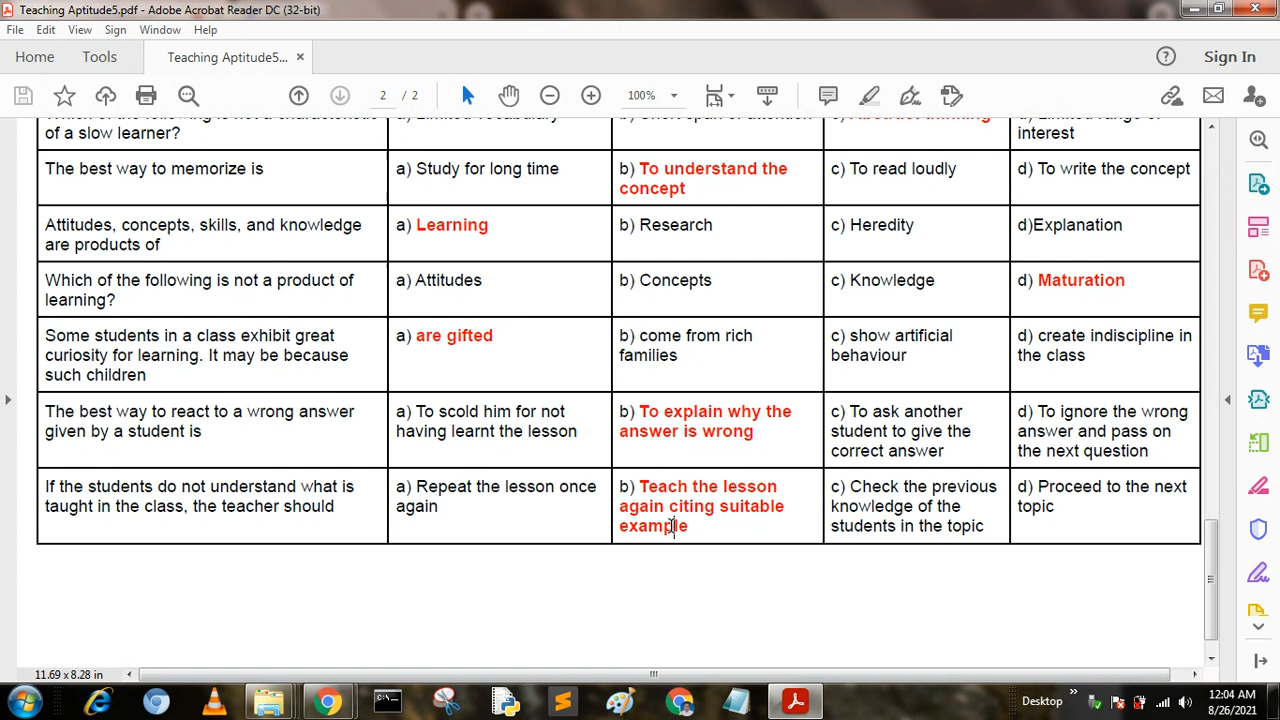 Teaching Aptitude5.pdf - Adobe Acrobat Reader DC (32-bit)
File Edit View Sign Window Help
Home Tools Teaching Aptitude5... × Sign In
2 / 2 100%
of a slow learner? interest
The best way to memorize is a) Study for long time b) To understand the concept c) To read loudly d) To write the concept
Attitudes, concepts, skills, and knowledge are products of a) Learning b) Research c) Heredity d)Explanation
Which of the following is not a product of learning? a) Attitudes b) Concepts c) Knowledge d) Maturation
Some students in a class exhibit great curiosity for learning. It may be because such children a) are gifted b) come from rich families c) show artificial behaviour d) create indiscipline in the class
The best way to react to a wrong answer given by a student is a) To scold him for not having learnt the lesson b) To explain why the answer is wrong c) To ask another student to give the correct answer d) To ignore the wrong answer and pass on the next question
If the students do not understand what is taught in the class, the teacher should a) Repeat the lesson once again b) Teach the lesson again citing suitable example c) Check the previous knowledge of the students in the topic d) Proceed to the next topic
11.69 x 8.28 in
Desktop 12:04 AM
8/26/2021